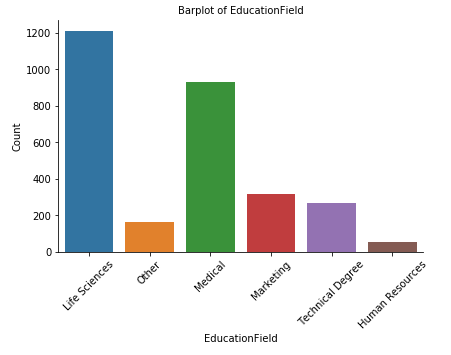 Barplot of EducationField
1200
1000
800
600
400
200
0
Count
Life Sciences
Other
Medical
Marketing
Technical Degree
Human Resources
EducationField